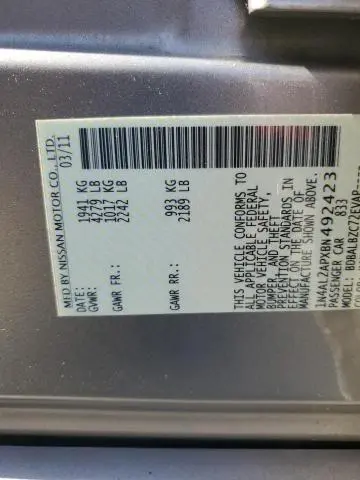 MFD BY NISSAN MOTOR CO., LTD.
03/11
GVWR: 1941 KG
4279 LB
GAWR FR: 1017 KG
2242 LB
GAWR RR: 993 KG
2189 LB
THIS VEHICLE CONFORMS TO
ALL APPLICABLE FEDERAL
MOTOR VEHICLE SAFETY,
BUMPER, AND THEFT
PREVENTION STANDARDS IN
EFFECT ON THE DATE OF
MANUFACTURE SHOWN ABOVE.
1N4AL2APXBN492423
PASSENGER CAR 833
MODEL: